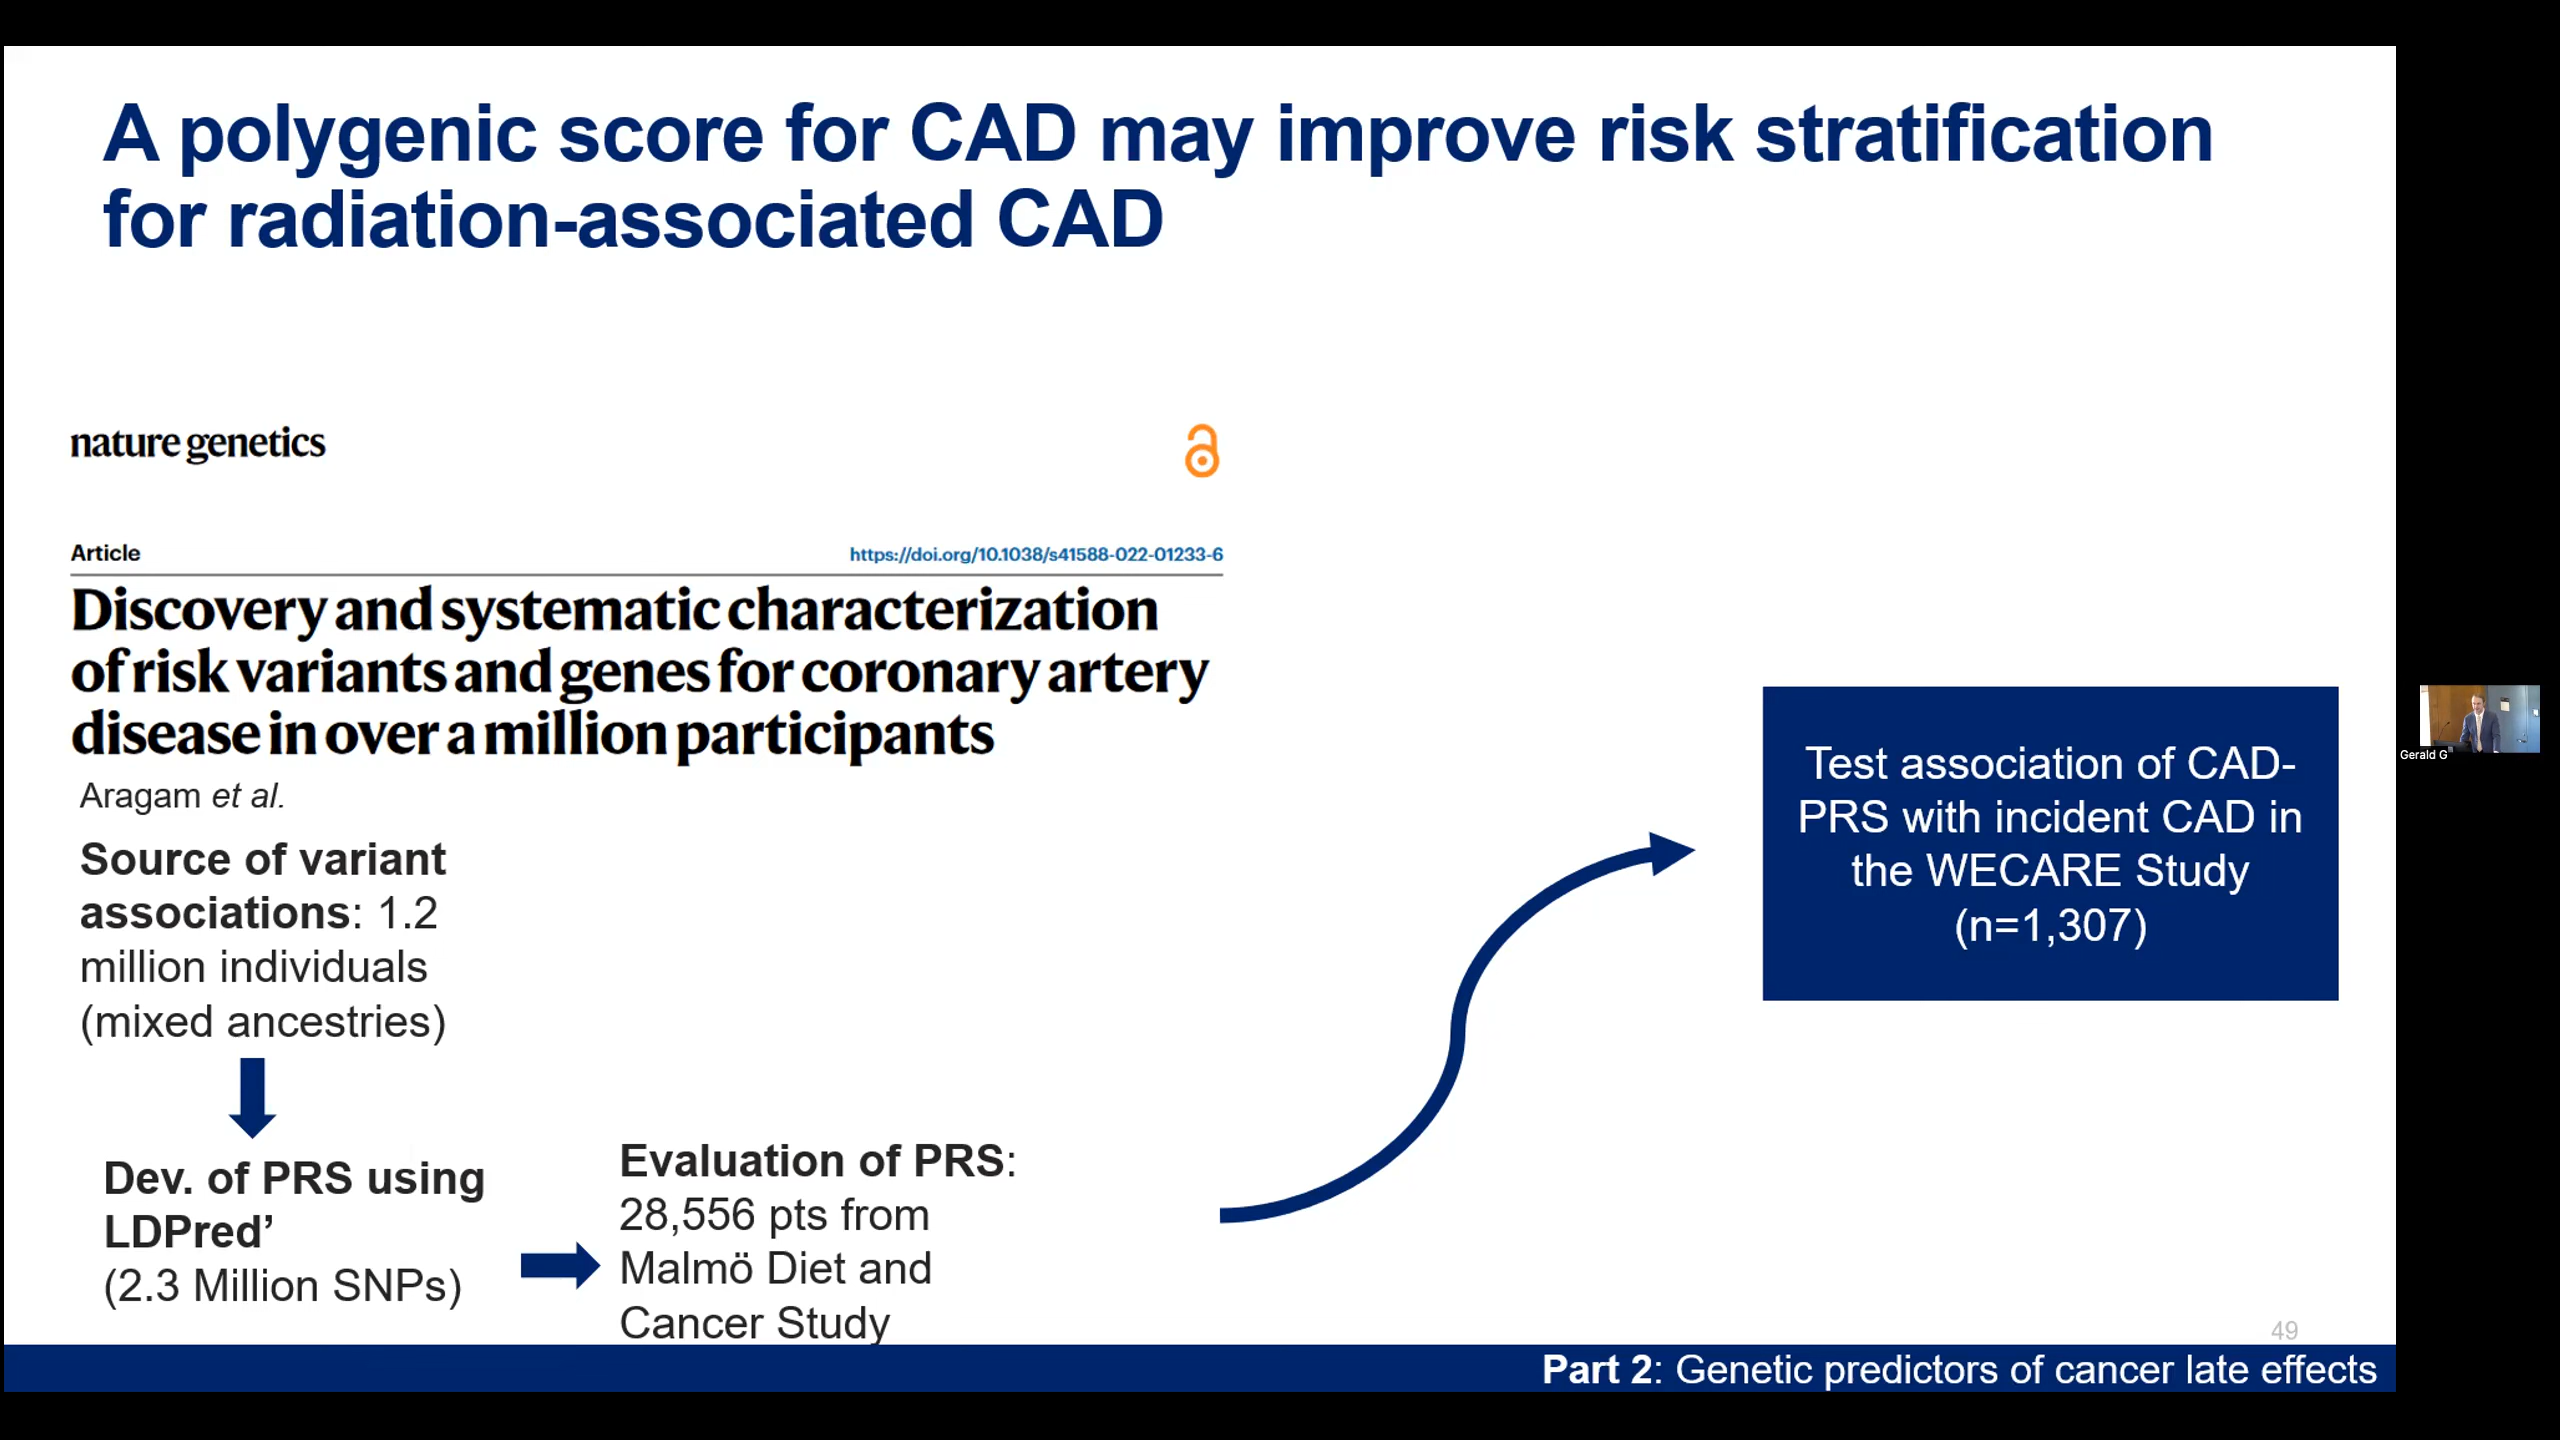 A polygenic score for CAD may improve risk stratification
for radiation-associated CAD
nature genetics
Article
https://doi.org/10.1038/s41588-022-01233-6
Discovery and systematic characterization
of risk variants and genes for coronary artery
disease in over a million participants
Aragam et al.
Source of variant
associations: 1.2
million individuals
(mixed ancestries)
Dev. of PRS using
LDPred’
(2.3 Million SNPs)
Evaluation of PRS:
28,556 pts from
Malmö Diet and
Cancer Study
Test association of CAD-
PRS with incident CAD in
the WECARE Study
(n=1,307)
Gerald G
49
Part 2: Genetic predictors of cancer late effects